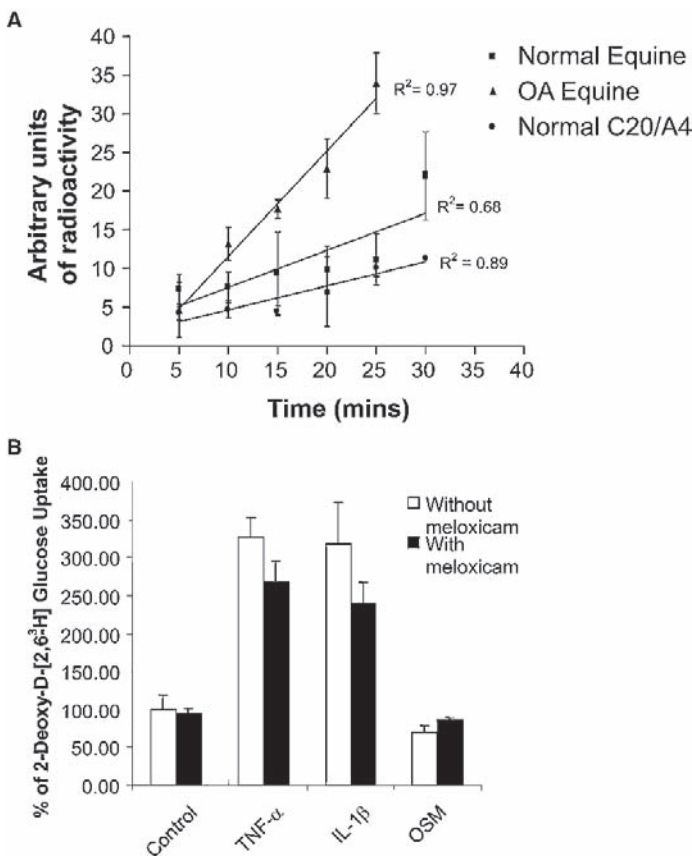 A
Arbitrary units
of radioactivity
40
35
30
25
20
15
10
5
0
0 5 10 15 20 25 30 35 40
Time (mins)
R²= 0.97
R²= 0.68
R² = 0.89
Normal Equine
OA Equine
Normal C20/A4
B
% of 2-Deoxy-D-[2,6³H] Glucose Uptake
400.00
350.00
300.00
250.00
200.00
150.00
100.00
50.00
0.00
Control
TNF-α
IL-1β
OSM
Without
meloxicam
With
meloxicam